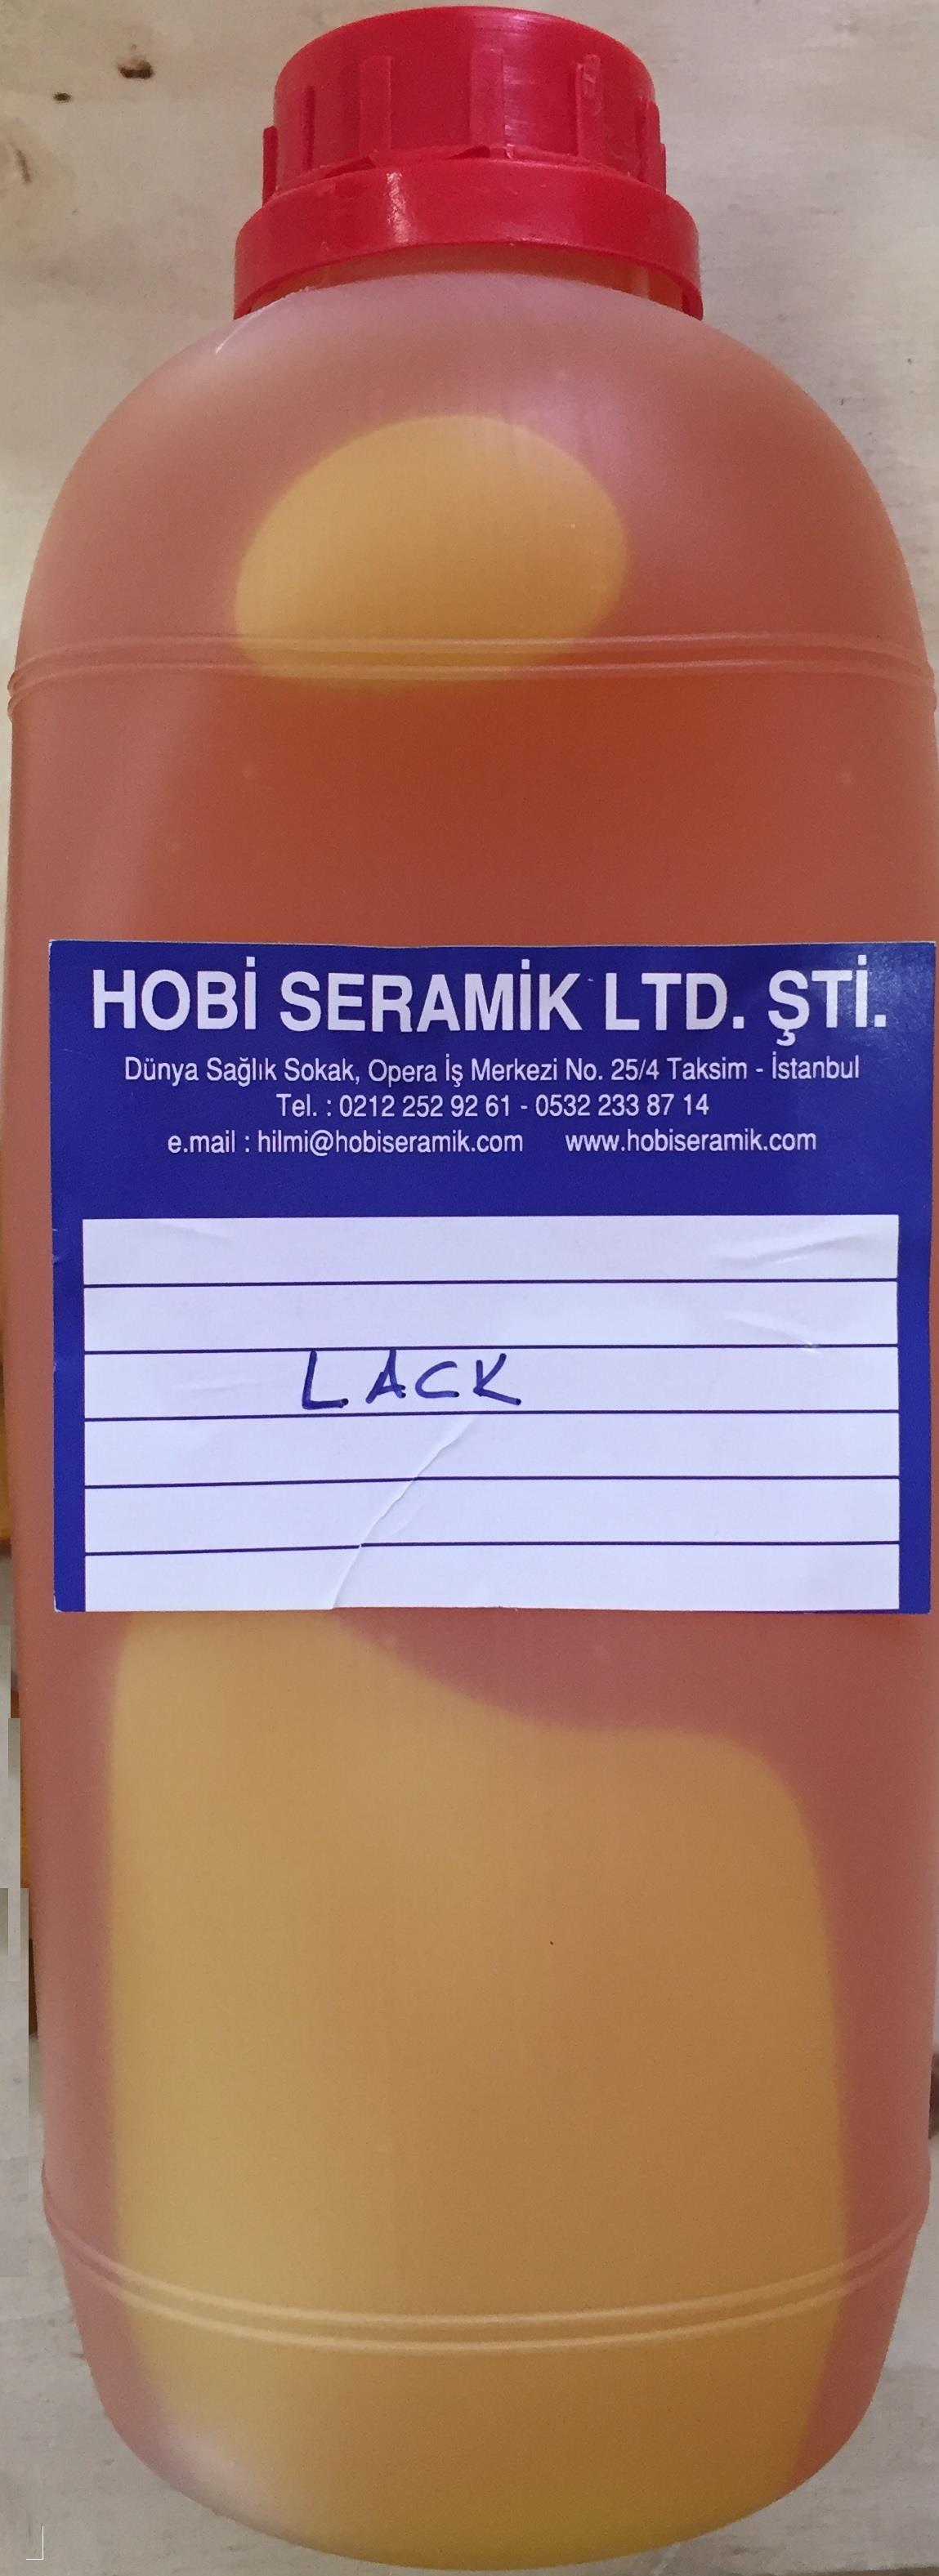 HOBİ SERAMİK LTD. ŞTİ.
Dünya Sağlık Sokak, Opera İş Merkezi No. 25/4 Taksim - İstanbul
Tel. : 0212 252 92 61 - 0532 233 87 14
e.mail : hilmi@hobiseramik.com www.hobiseramik.com
LACK